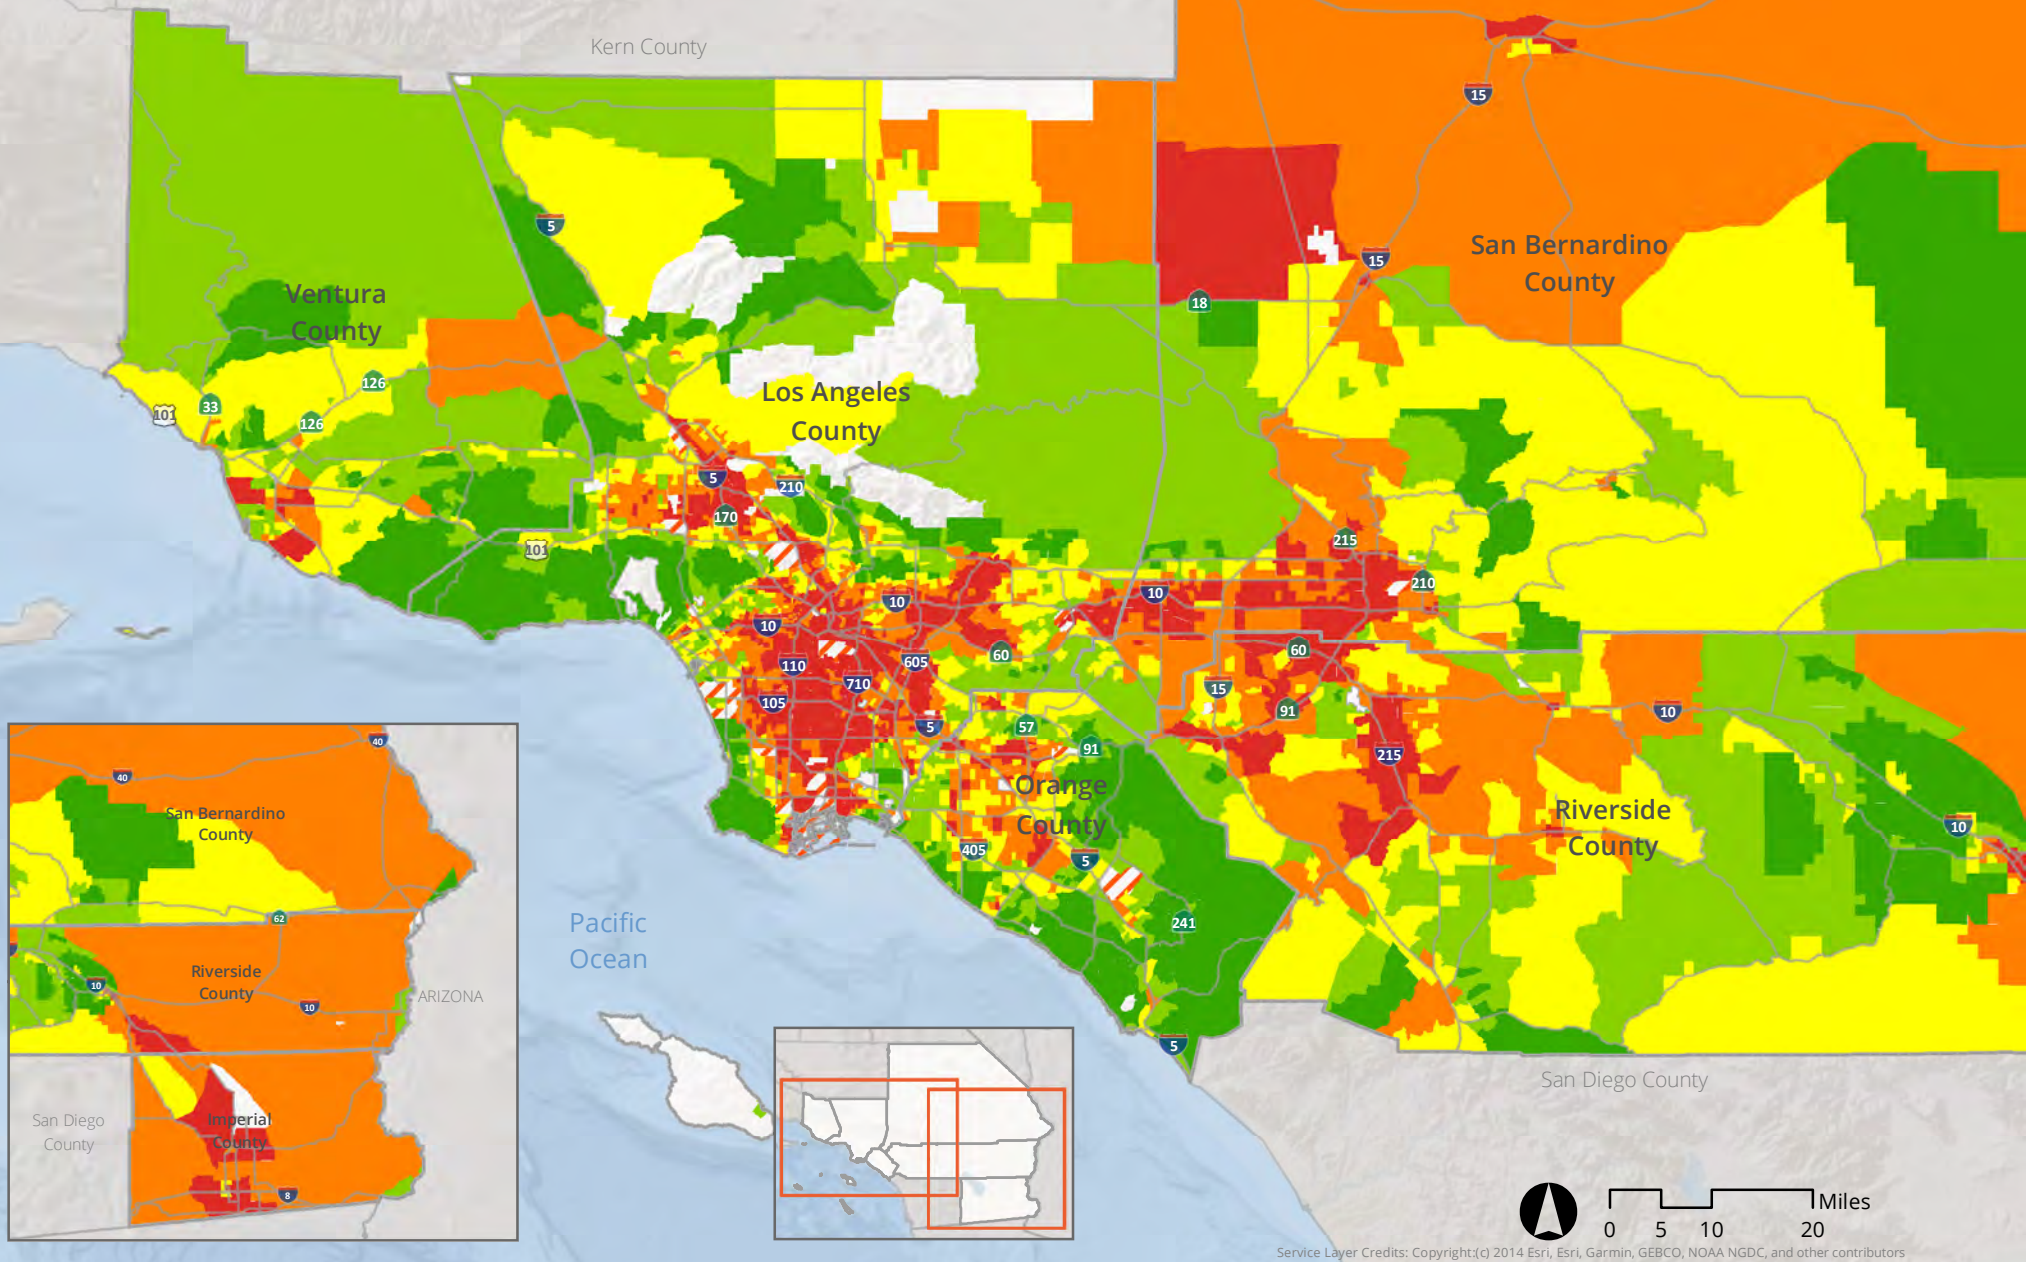 Kern County
15
5
San Bernardino
County
15
18
Ventura
County
126
33
101
126
Los Angeles
County
5
210
170
101
215
210
10
10
10
60
60
110
605
710
15
105
91
10
5
57
91
215
Orange
County
Riverside
County
10
405
5
241
5
Pacific
Ocean
San Diego County
40
40
San Bernardino
County
62
Riverside
County
10
10
ARIZONA
San Diego
County
Imperial
County
8
Miles
0 5 10 20
Service Layer Credits: Copyright:(c) 2014 Esri, Esri, Garmin, GEBCO, NOAA NGDC, and other contributors